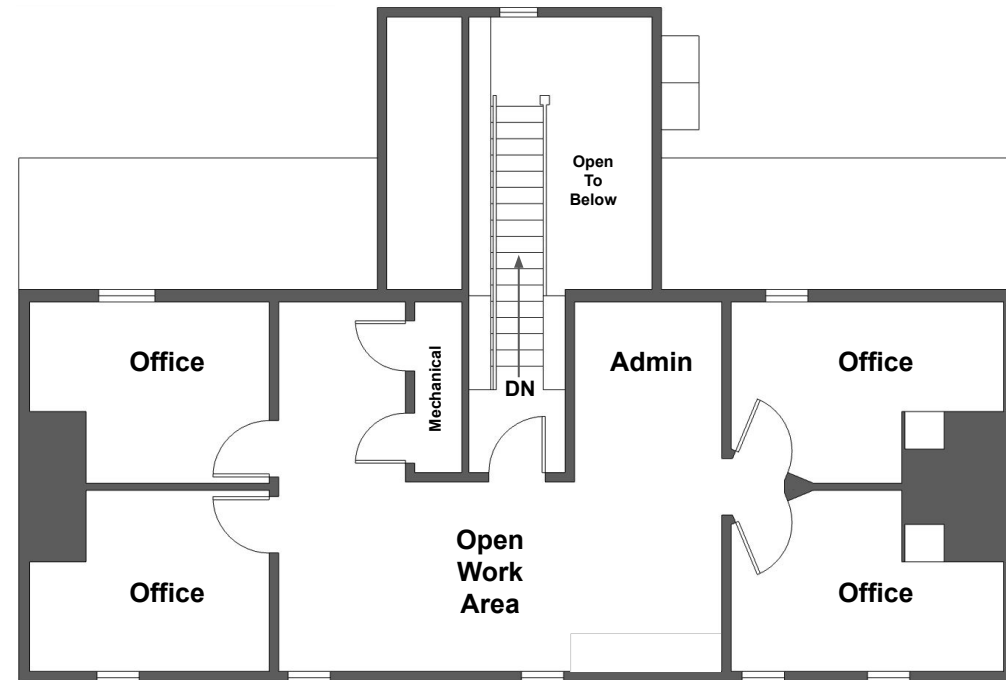 Open
To
Below
Office
Mechanical
DN
Admin
Office
Office
Open
Work
Area
Office